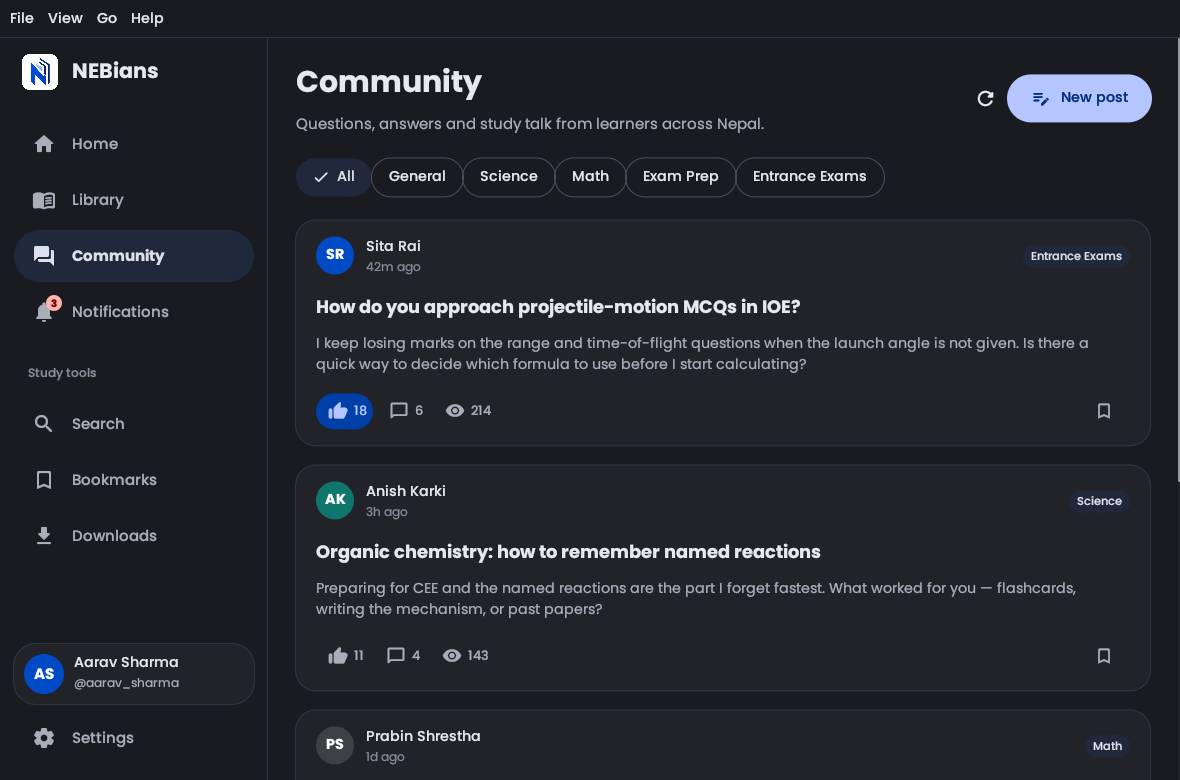 File View Go Help
NEBians
Home
Library
Community
3
Notifications
Study tools
Search
Bookmarks
Downloads
AS
Aarav Sharma
@aarav_sharma
Settings
Community
Questions, answers and study talk from learners across Nepal.
New post
All General Science Math Exam Prep Entrance Exams
SR
Sita Rai
42m ago
Entrance Exams
How do you approach projectile-motion MCQs in IOE?
I keep losing marks on the range and time-of-flight questions when the launch angle is not given. Is there a
quick way to decide which formula to use before I start calculating?
18 6 214
AK
Anish Karki
3h ago
Science
Organic chemistry: how to remember named reactions
Preparing for CEE and the named reactions are the part I forget fastest. What worked for you — flashcards,
writing the mechanism, or past papers?
11 4 143
PS
Prabin Shrestha
1d ago
Math